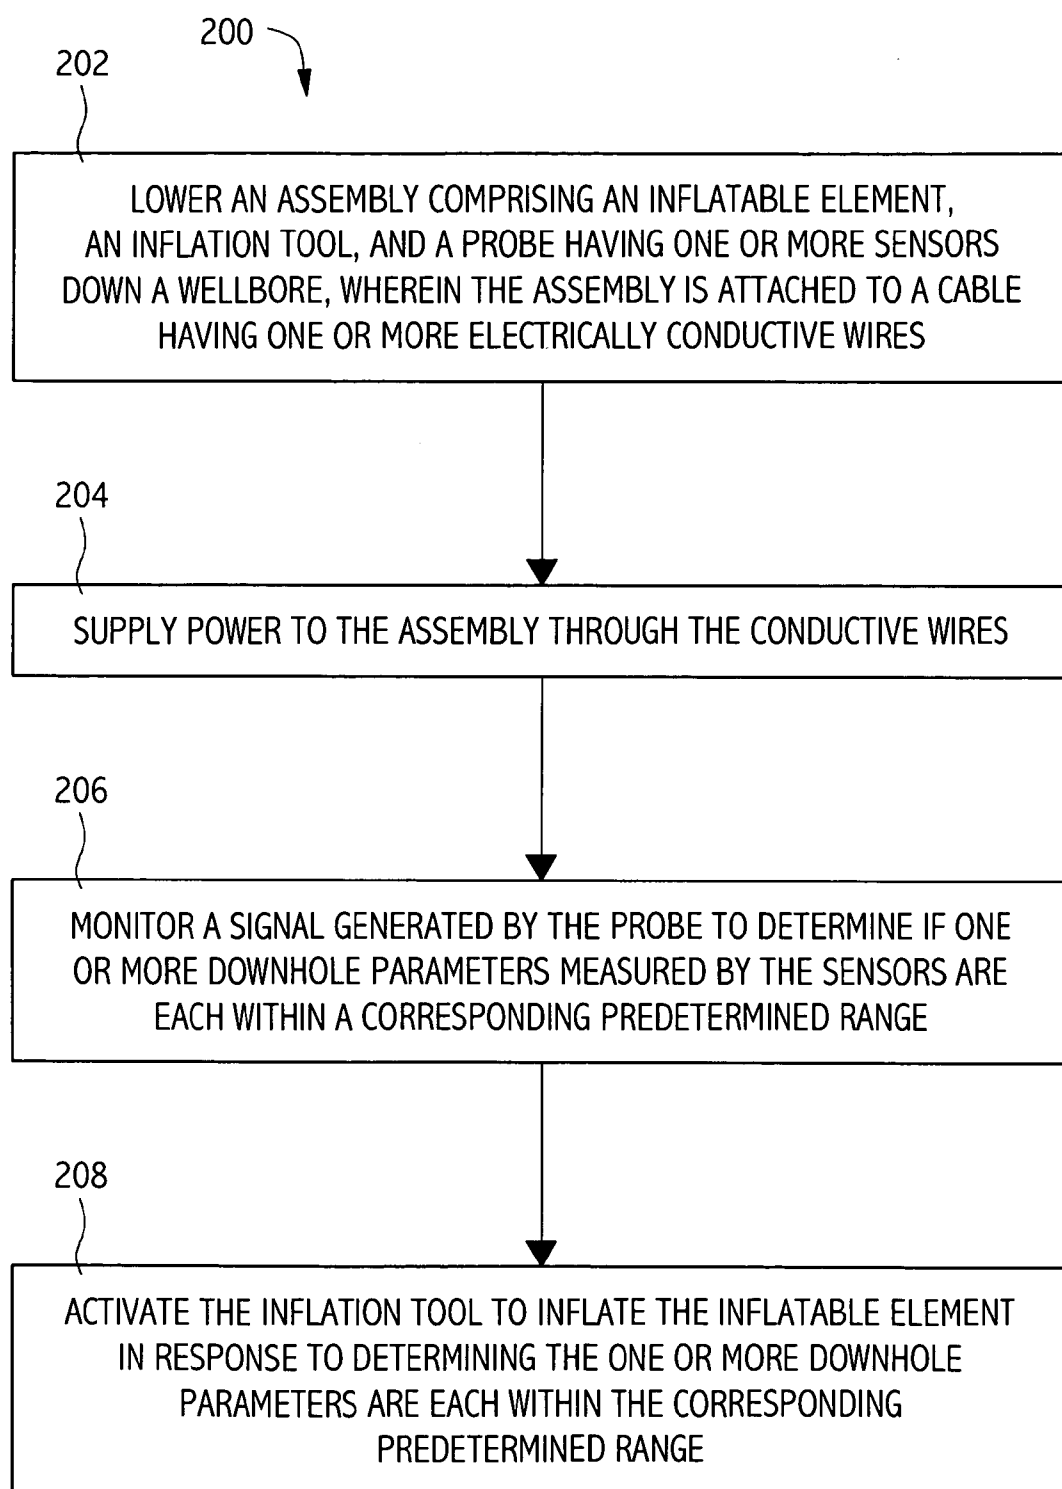 200
202
LOWER AN ASSEMBLY COMPRISING AN INFLATABLE ELEMENT,
AN INFLATION TOOL, AND A PROBE HAVING ONE OR MORE SENSORS
DOWN A WELLBORE, WHEREIN THE ASSEMBLY IS ATTACHED TO A CABLE
HAVING ONE OR MORE ELECTRICALLY CONDUCTIVE WIRES
204
SUPPLY POWER TO THE ASSEMBLY THROUGH THE CONDUCTIVE WIRES
206
MONITOR A SIGNAL GENERATED BY THE PROBE TO DETERMINE IF ONE
OR MORE DOWNHOLE PARAMETERS MEASURED BY THE SENSORS ARE
EACH WITHIN A CORRESPONDING PREDETERMINED RANGE
208
ACTIVATE THE INFLATION TOOL TO INFLATE THE INFLATABLE ELEMENT
IN RESPONSE TO DETERMINING THE ONE OR MORE DOWNHOLE
PARAMETERS ARE EACH WITHIN THE CORRESPONDING
PREDETERMINED RANGE